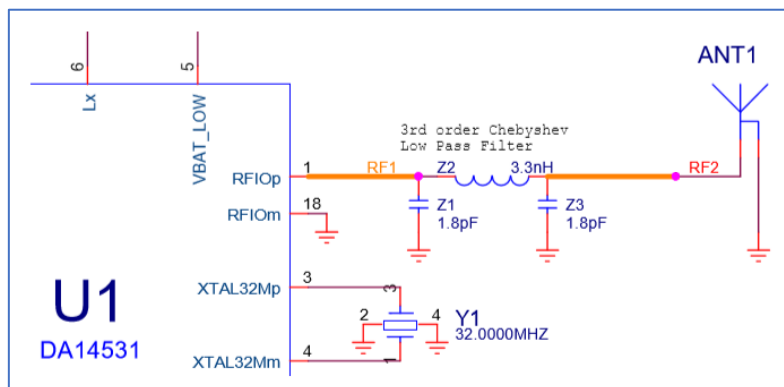 ANT1
6
5
Lx
VBAT_LOW
3rd order Chebyshev
Low Pass Filter
RFIOp
1
RF1
Z2
3.3nH
RF2
RFIOm
18
Z1
1.8pF
Z3
1.8pF
XTAL32Mp
3
3
U1
DA14531
2
4
Y1
32.0000MHZ
XTAL32Mm
4
1